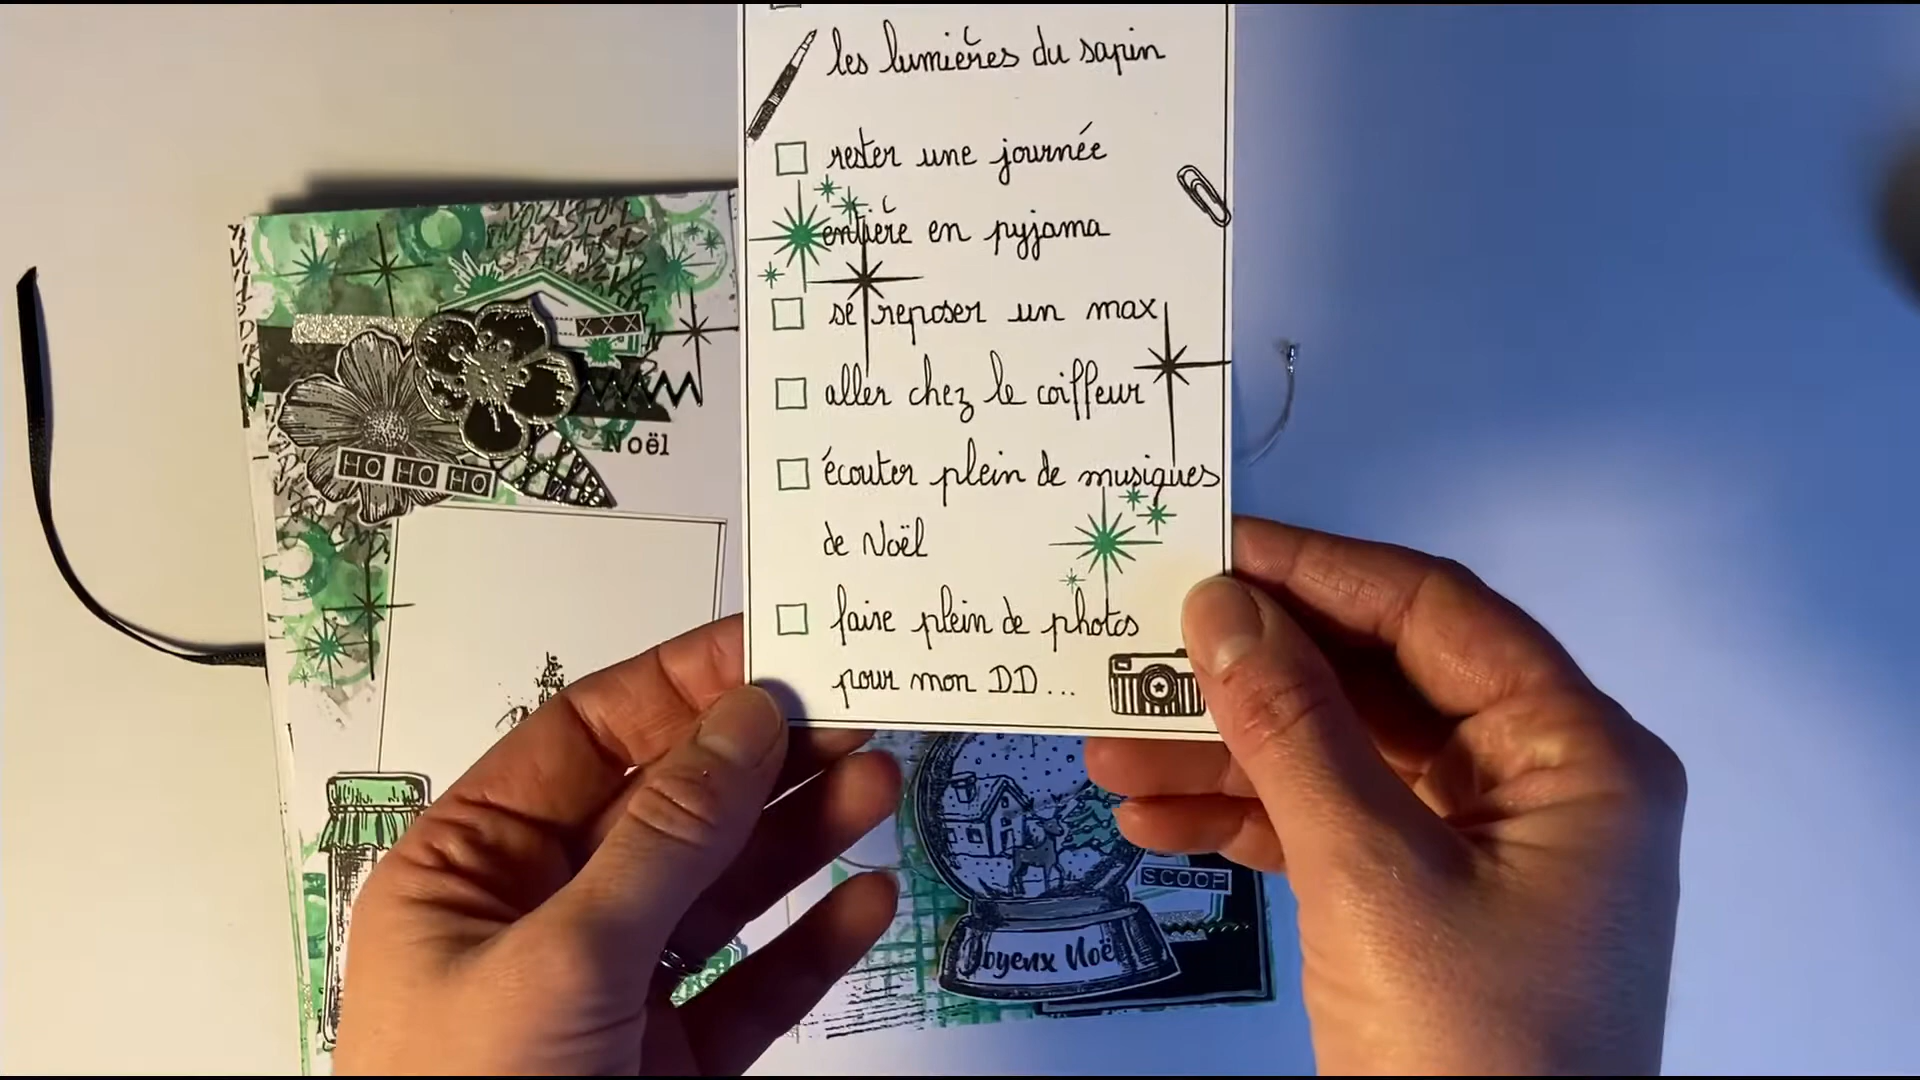 les lumières du sapin
rester une journée
entière en pyjama
se reposer un max
aller chez le coiffeur
écouter plein de musiques
de Noël
faire plein de photos
pour mon DD...
XXX
Noël
HO HO HO
SCOOP
Joyeux Noël